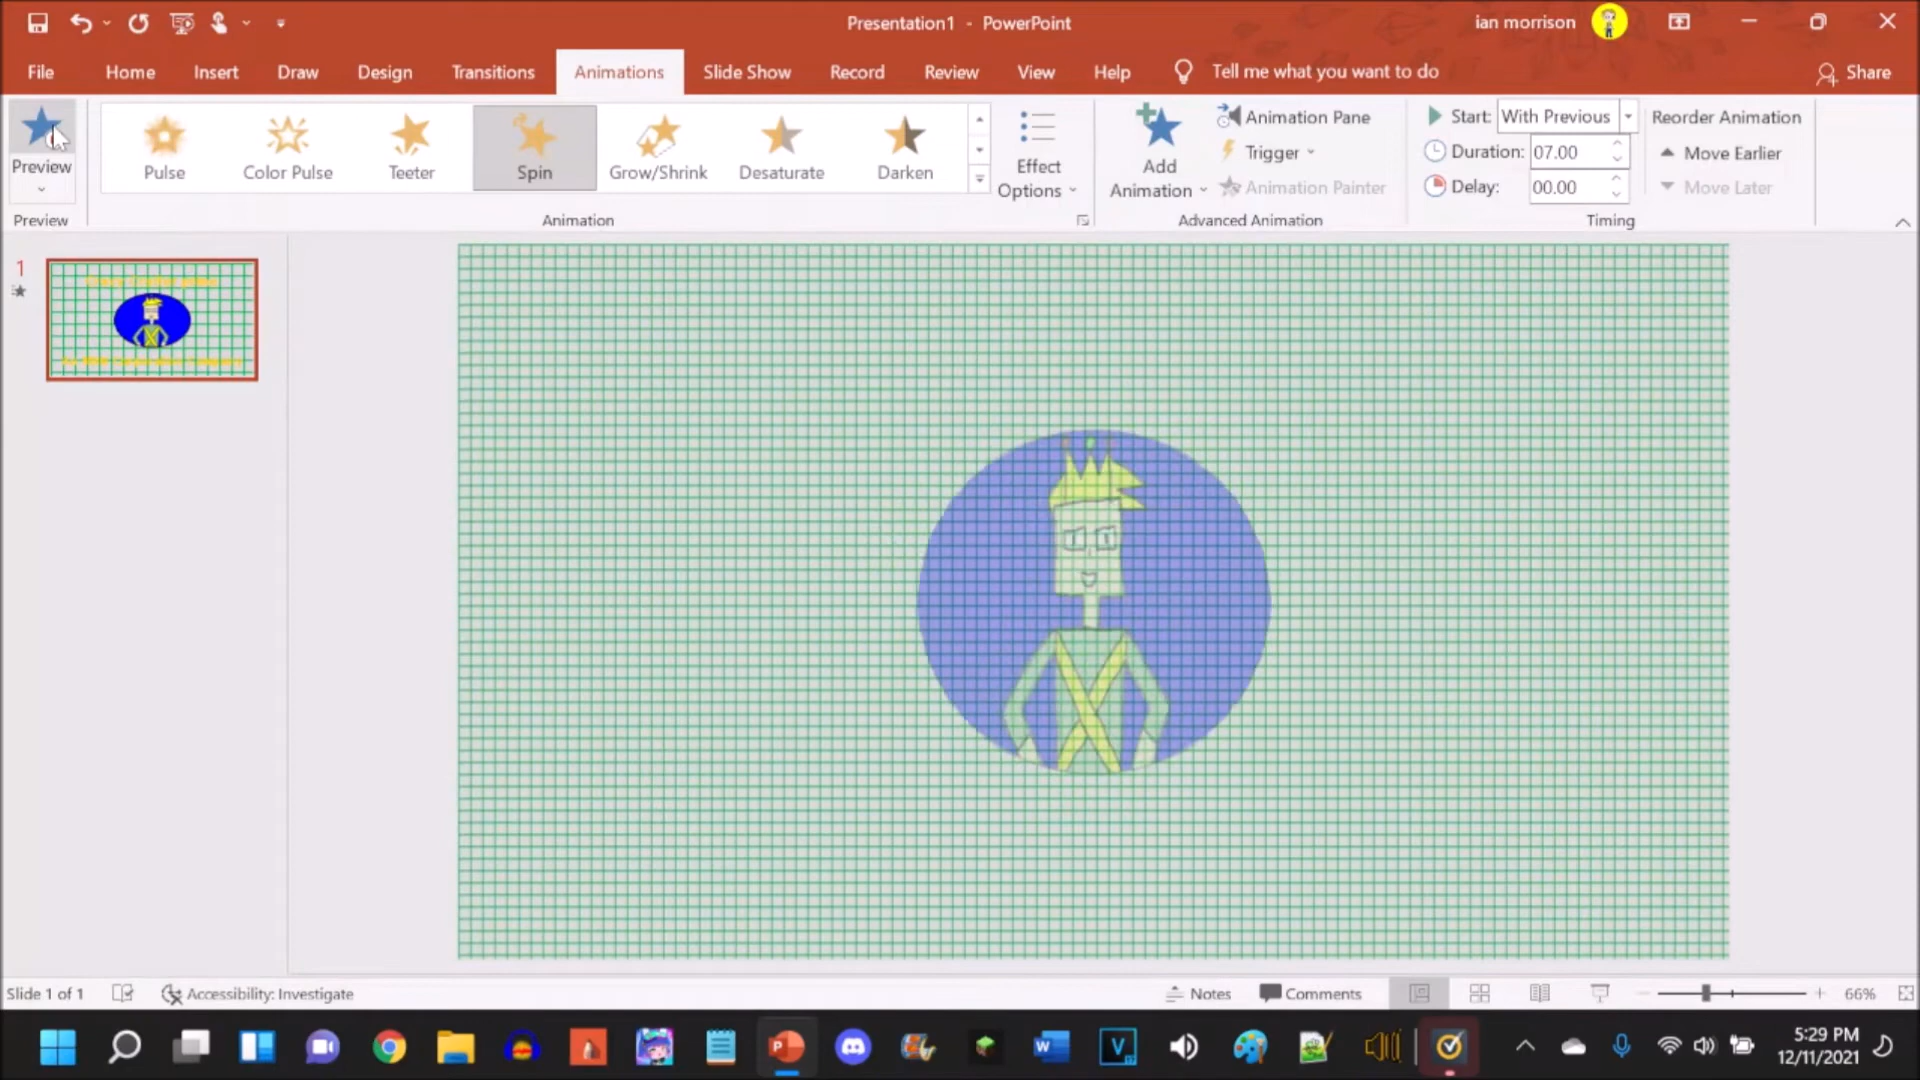 Presentation1 - PowerPoint
ian morrison
File Home Insert Draw Design Transitions Animations Slide Show Record Review View Help Tell me what you want to do Share
Preview
Preview
Pulse Color Pulse Teeter Spin Grow/Shrink Desaturate Darken
Animation
Effect Options
Add Animation
Animation Pane
Trigger
Animation Painter
Advanced Animation
Start: With Previous
Duration: 07.00
Delay: 00.00
Timing
Reorder Animation
Move Earlier
Move Later
1
Slide 1 of 1
Accessibility: Investigate
Notes
Comments
66%
5:29 PM
12/11/2021